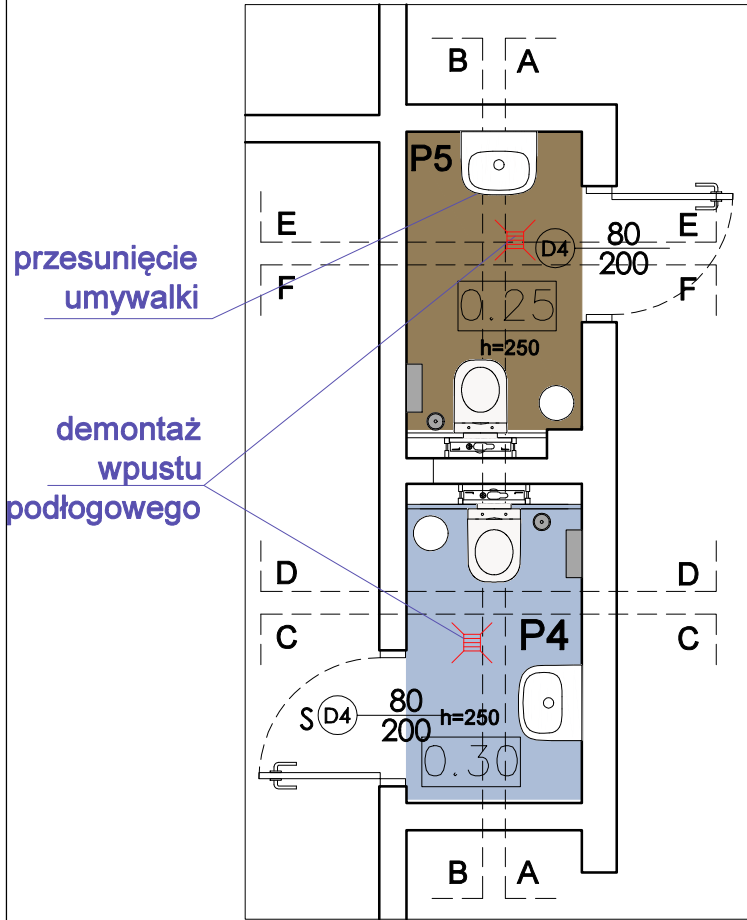 B A
P5
E E
D4 80
200
F F
przesunięcie
umywalki
0.25
h=250
demontaż
wpustu
podłogowego
D D
C C
P4
S D4 80
200
h=250
0.30
B A